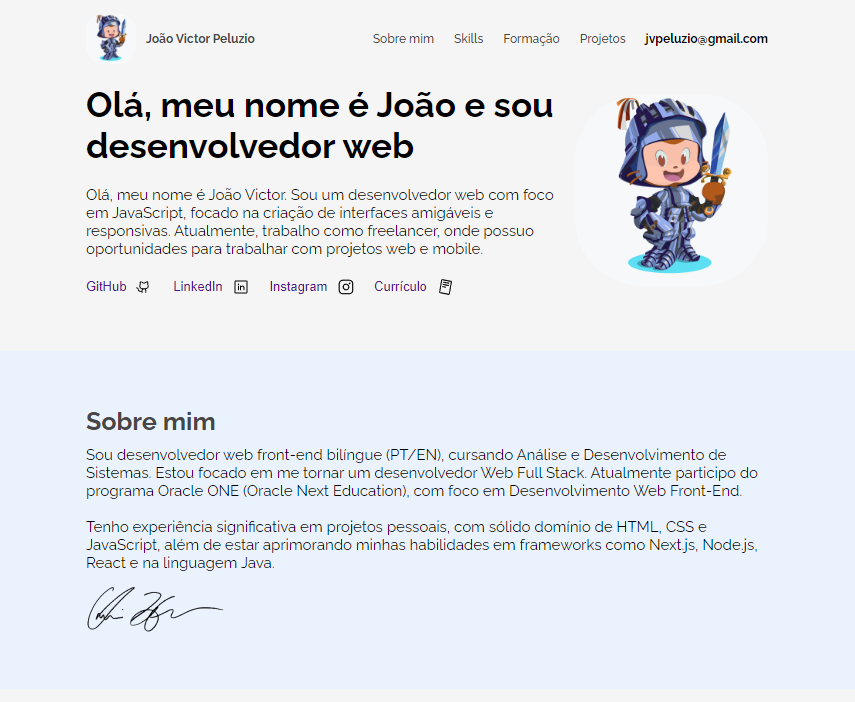 João Victor Peluzio
Sobre mim
Skills
Formação
Projetos
jvpeluzio@gmail.com
Olá, meu nome é João e sou
desenvolvedor web
Olá, meu nome é João Victor. Sou um desenvolvedor web com foco
em JavaScript, focado na criação de interfaces amigáveis e
responsivas. Atualmente, trabalho como freelancer, onde possuo
oportunidades para trabalhar com projetos web e mobile.
GitHub
LinkedIn
Instagram
Currículo
Sobre mim
Sou desenvolvedor web front-end bilíngue (PT/EN), cursando Análise e Desenvolvimento de
Sistemas. Estou focado em me tornar um desenvolvedor Web Full Stack. Atualmente participo do
programa Oracle ONE (Oracle Next Education), com foco em Desenvolvimento Web Front-End.
Tenho experiência significativa em projetos pessoais, com sólido domínio de HTML, CSS e
JavaScript, além de estar aprimorando minhas habilidades em frameworks como Next.js, Node.js,
React e na linguagem Java.